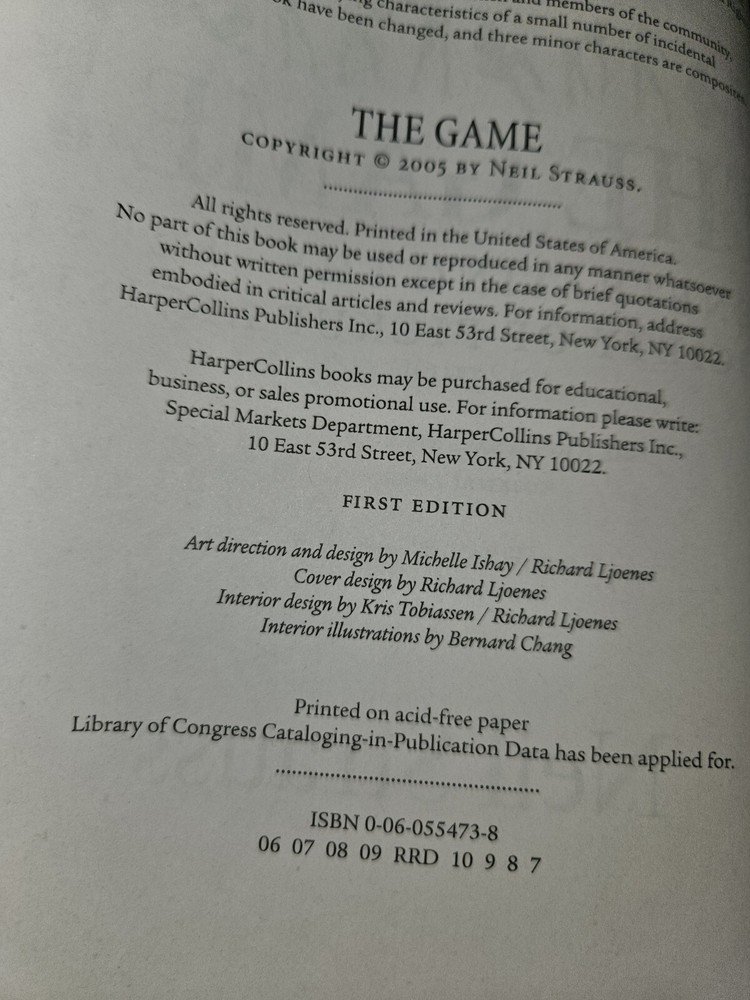 members of the community,
characteristics of a small number of incidental
have been changed, and three minor characters are composites
THE GAME
COPYRIGHT © 2005 BY NEIL STRAUSS.
All rights reserved. Printed in the United States of America.
No part of this book may be used or reproduced in any manner whatsoever
without written permission except in the case of brief quotations
embodied in critical articles and reviews. For information, address
HarperCollins Publishers Inc., 10 East 53rd Street, New York, NY 10022.
HarperCollins books may be purchased for educational,
business, or sales promotional use. For information please write:
Special Markets Department, HarperCollins Publishers Inc.,
10 East 53rd Street, New York, NY 10022.
FIRST EDITION
Art direction and design by Michelle Ishay / Richard Ljoenes
Cover design by Richard Ljoenes
Interior design by Kris Tobiassen / Richard Ljoenes
Interior illustrations by Bernard Chang
Printed on acid-free paper
Library of Congress Cataloging-in-Publication Data has been applied for.
ISBN 0-06-055473-8
06 07 08 09 RRD 10 9 8 7